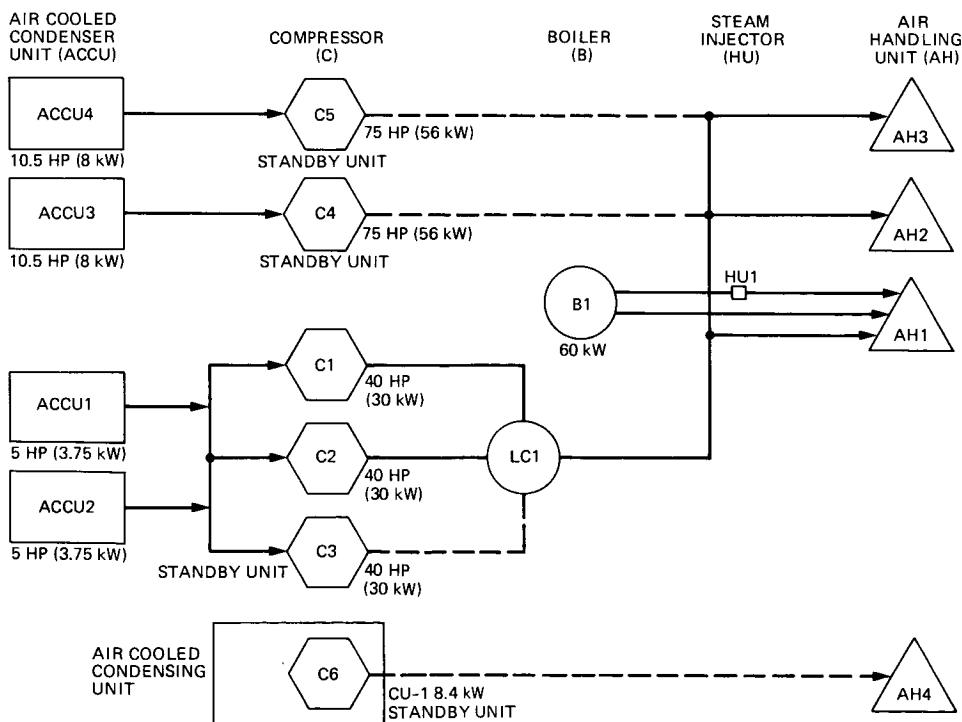 AIR COOLED
CONDENSER
UNIT (ACCU)
COMPRESSOR
(C)
BOILER
(B)
STEAM
INJECTOR
(HU)
AIR
HANDLING
UNIT (AH)
ACCU4
10.5 HP (8 kW)
C5
75 HP (56 kW)
STANDBY UNIT
AH3
ACCU3
10.5 HP (8 kW)
C4
75 HP (56 kW)
STANDBY UNIT
AH2
B1
60 kW
HU1
AH1
ACCU1
5 HP (3.75 kW)
C1
40 HP
(30 kW)
C2
40 HP
(30 kW)
LC1
ACCU2
5 HP (3.75 kW)
C3
STANDBY UNIT
40 HP
(30 kW)
AIR COOLED
CONDENSING
UNIT
C6
CU-1 8.4 kW
STANDBY UNIT
AH4